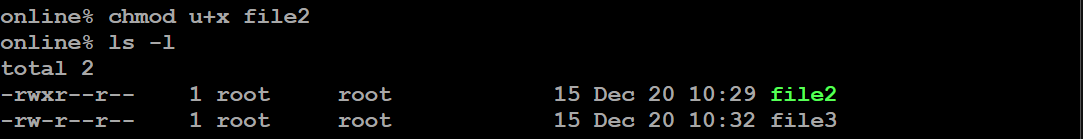 online% chmod u+x file2
online% ls -l
total 2
-rwxr--r--    1 root     root            15 Dec 20 10:29 file2
-rw-r--r--    1 root     root            15 Dec 20 10:32 file3